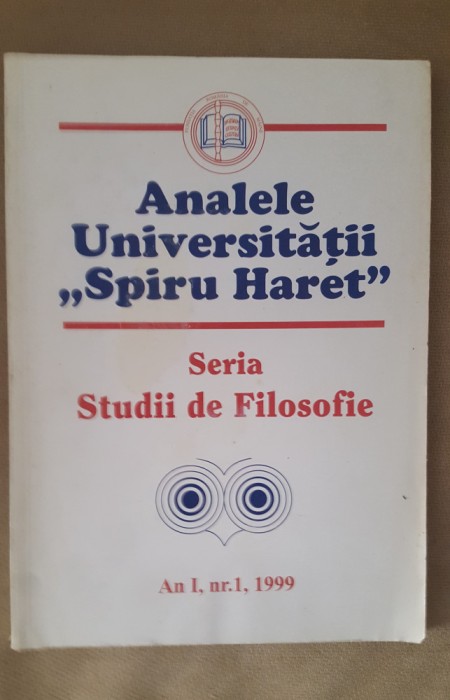 Analele
Universității
„Spiru Haret”
Seria
Studii de Filosofie
An I, nr.1, 1999